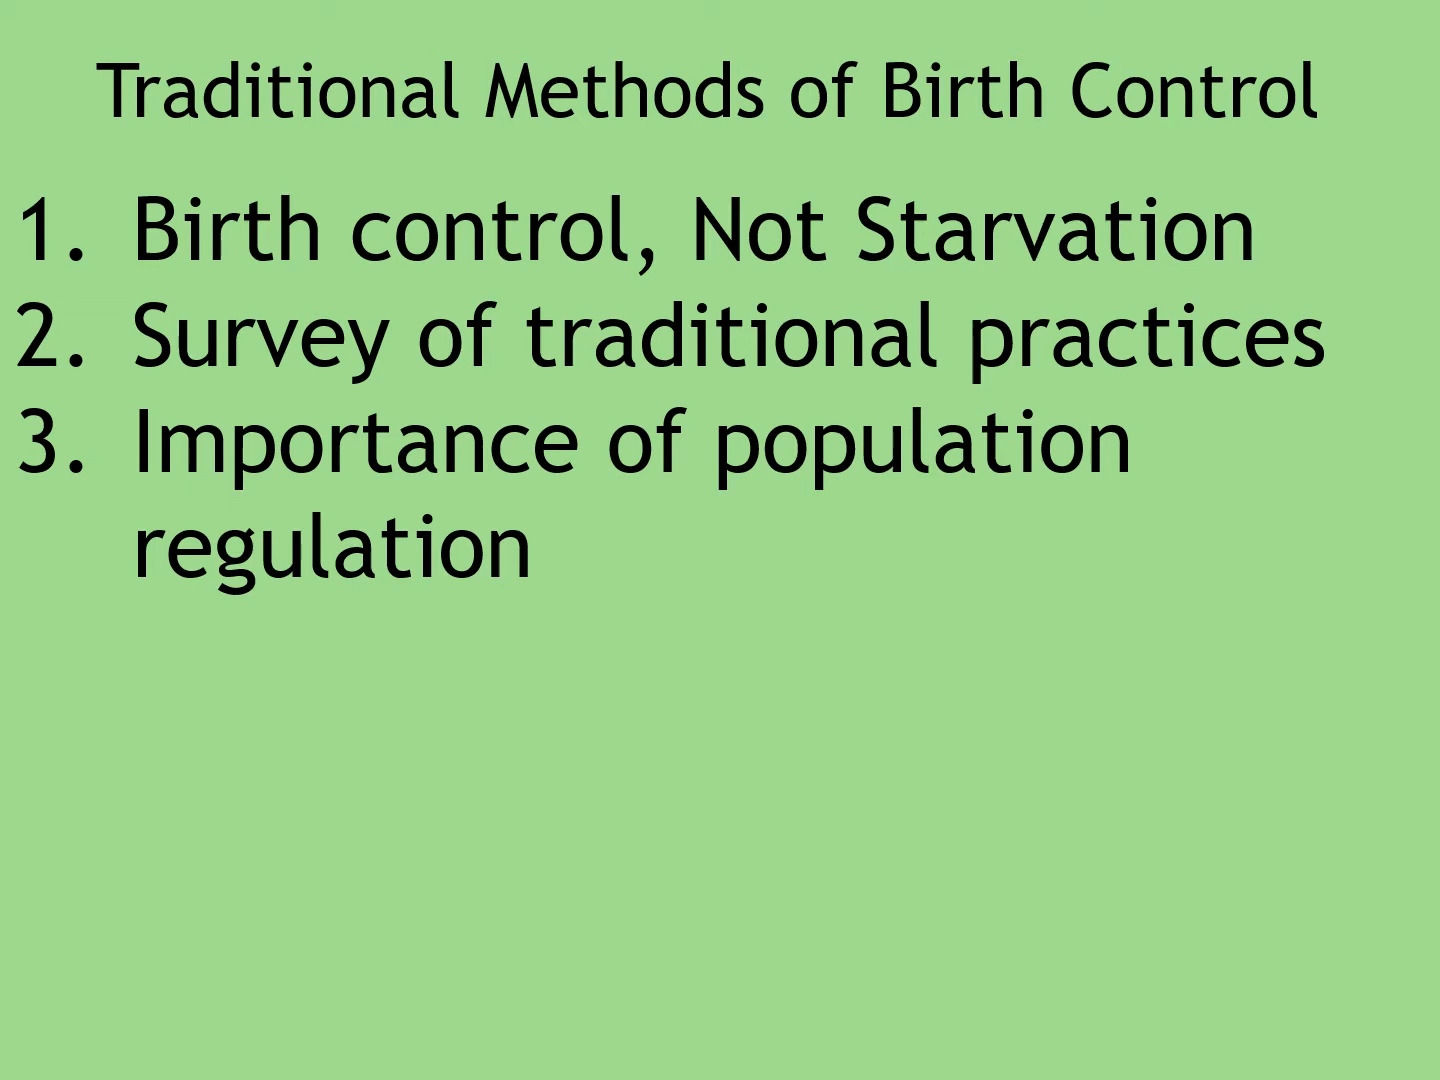 Traditional Methods of Birth Control
1. Birth control, Not Starvation
2. Survey of traditional practices
3. Importance of population
regulation